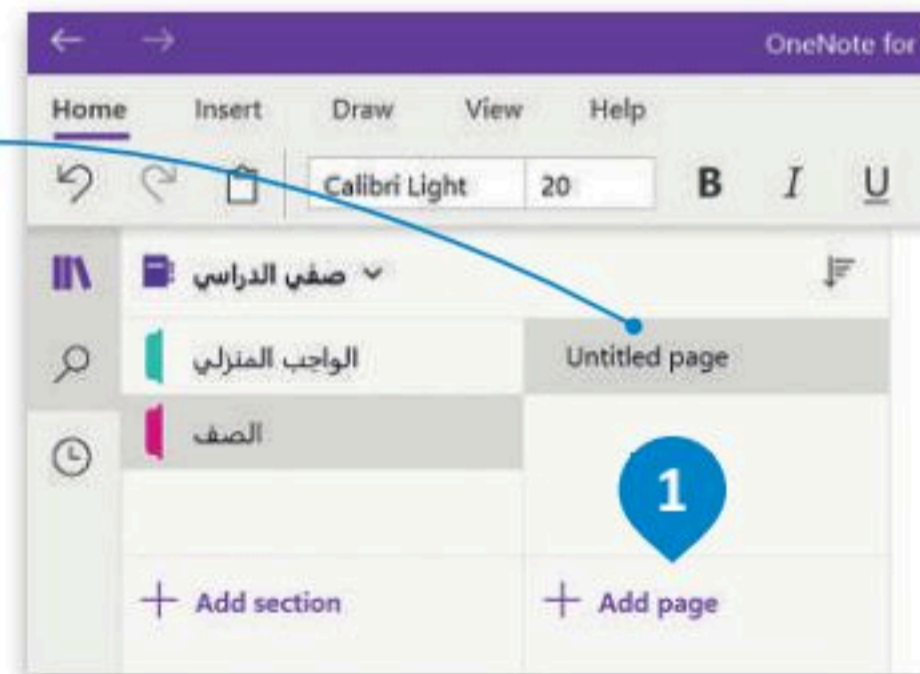 OneNote for
Home Insert Draw View Help
Calibri Light 20 B I U
صفي الدراسي
الواجب المنزلي
Untitled page
الصف
1
Add section
Add page